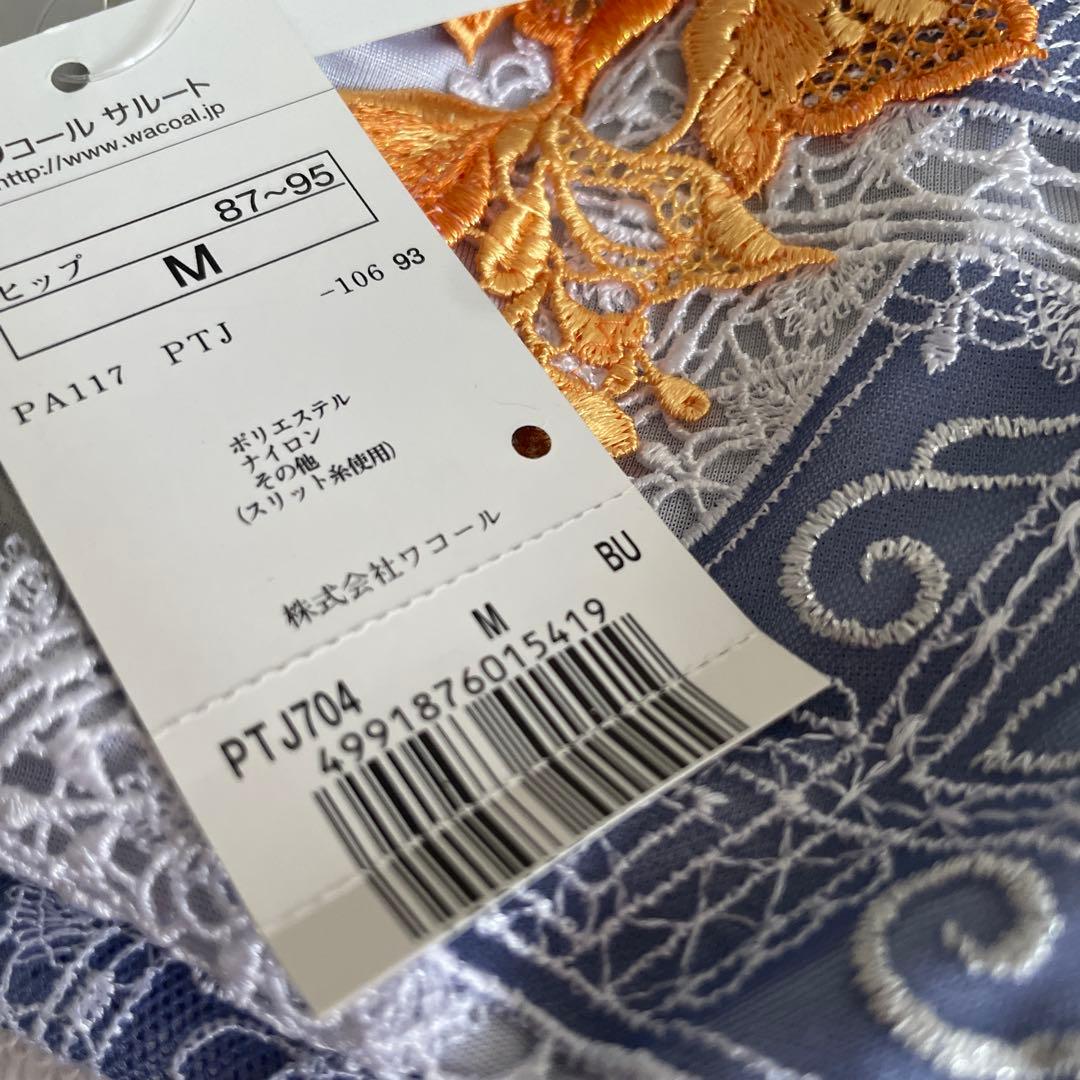 ワコール サルート
http://www.wacoal.jp
ヒップ 87~95
M
-106 93
PA117 PTJ
ポリエステル
ナイロン
その他
(スリット糸使用)
株式会社ワコール
M BU
PTJ704
4991876015419